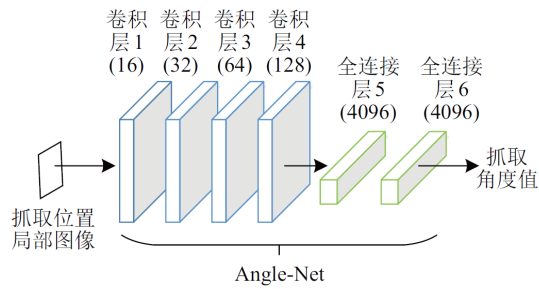 卷积
层1
(16)
卷积
层2
(32)
卷积
层3
(64)
卷积
层4
(128)
全连接
层5
(4096)
全连接
层6
(4096)
抓取位置
局部图像
抓取
角度值
Angle-Net